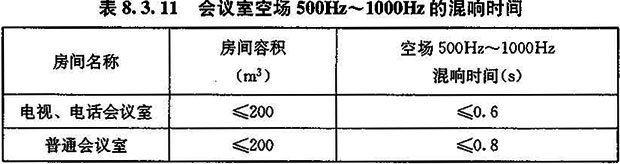 表 8.3.11 会议室空场 500Hz～1000Hz 的混响时间
房间名称 房间容积 空场 500Hz～1000Hz
(m³) 混响时间(s)
电视、电话会议室 ≤200 ≤0.6
普通会议室 ≤200 ≤0.8